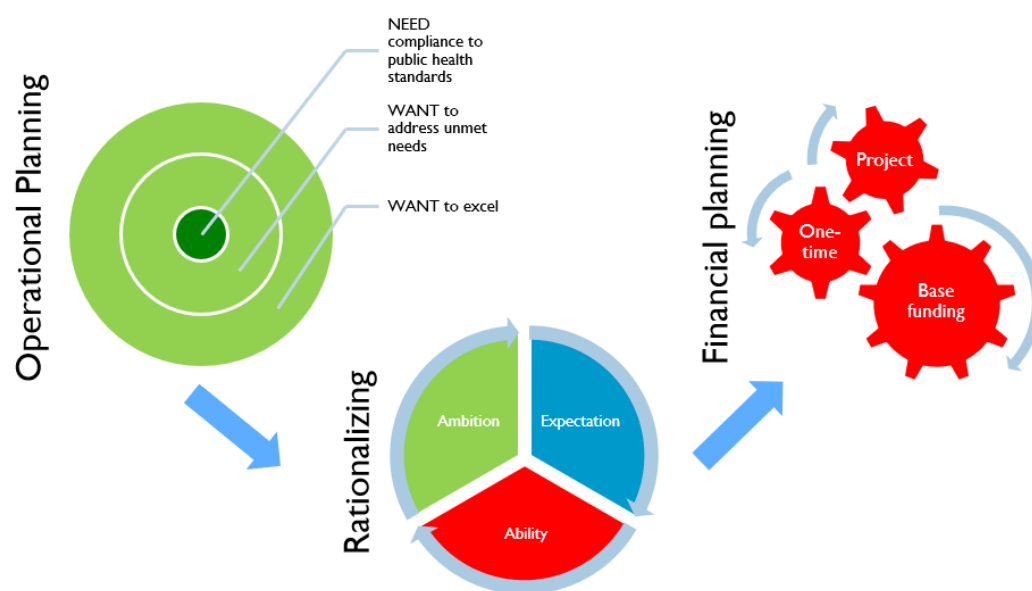 Operational Planning
NEED
compliance to
public health
standards
WANT to
address unmet
needs
WANT to excel
Rationalizing
Ambition
Expectation
Ability
Financial planning
Project
One-
time
Base
funding